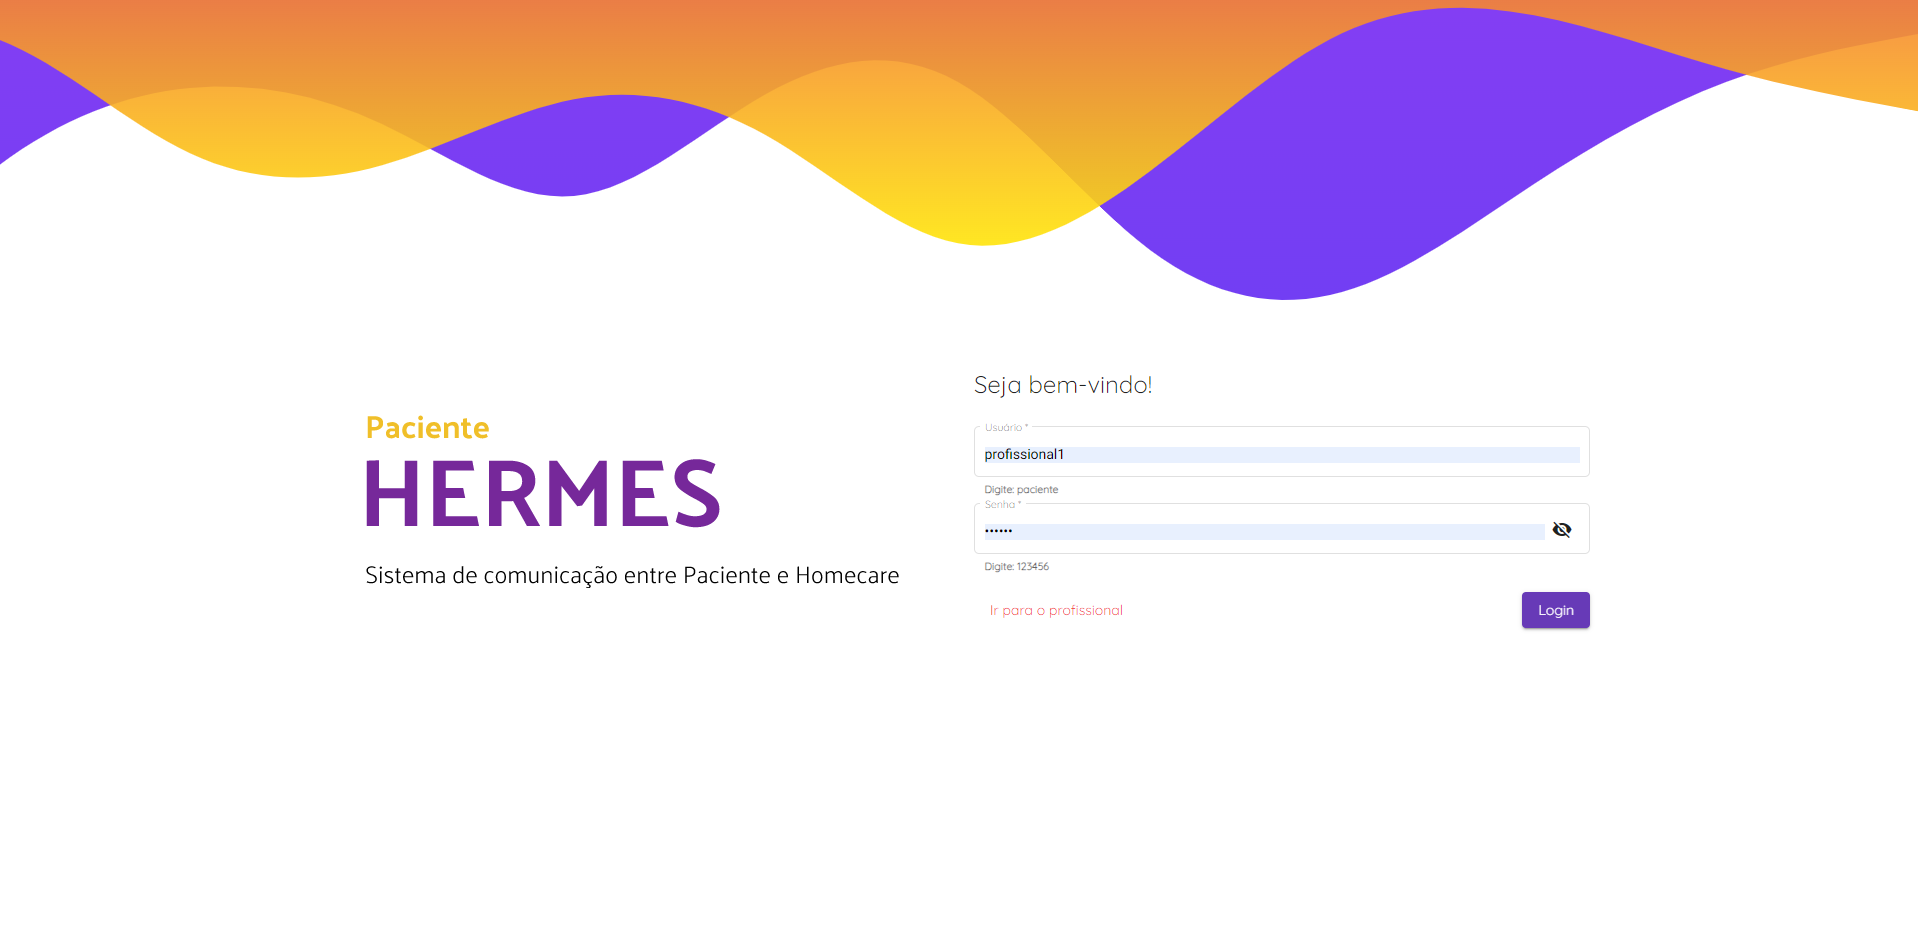 Paciente
HERMES
Sistema de comunicação entre Paciente e Homecare
Seja bem-vindo!
Usuário *
profissional1
Digite: paciente
Senha *
••••••
Digite: 123456
Ir para o profissional
Login